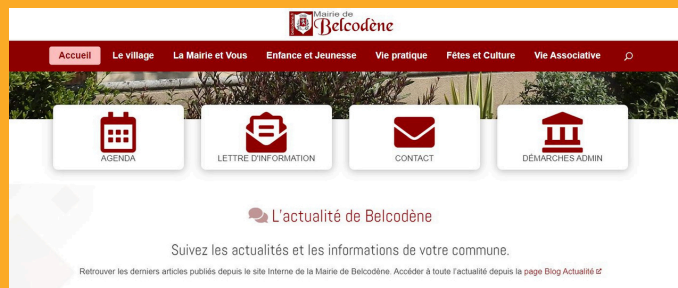 Mairie de
Belcodène
Accueil Le village La Mairie et Vous Enfance et Jeunesse Vie pratique Fêtes et Culture Vie Associative
AGENDA LETTRE D'INFORMATION CONTACT DÉMARCHES ADMIN
L'actualité de Belcodène
Suivez les actualités et les informations de votre commune.
Retrouver les derniers articles publiés depuis le site Interne de la Mairie de Belcodène. Accéder à toute l'actualité depuis la page Blog Actualité